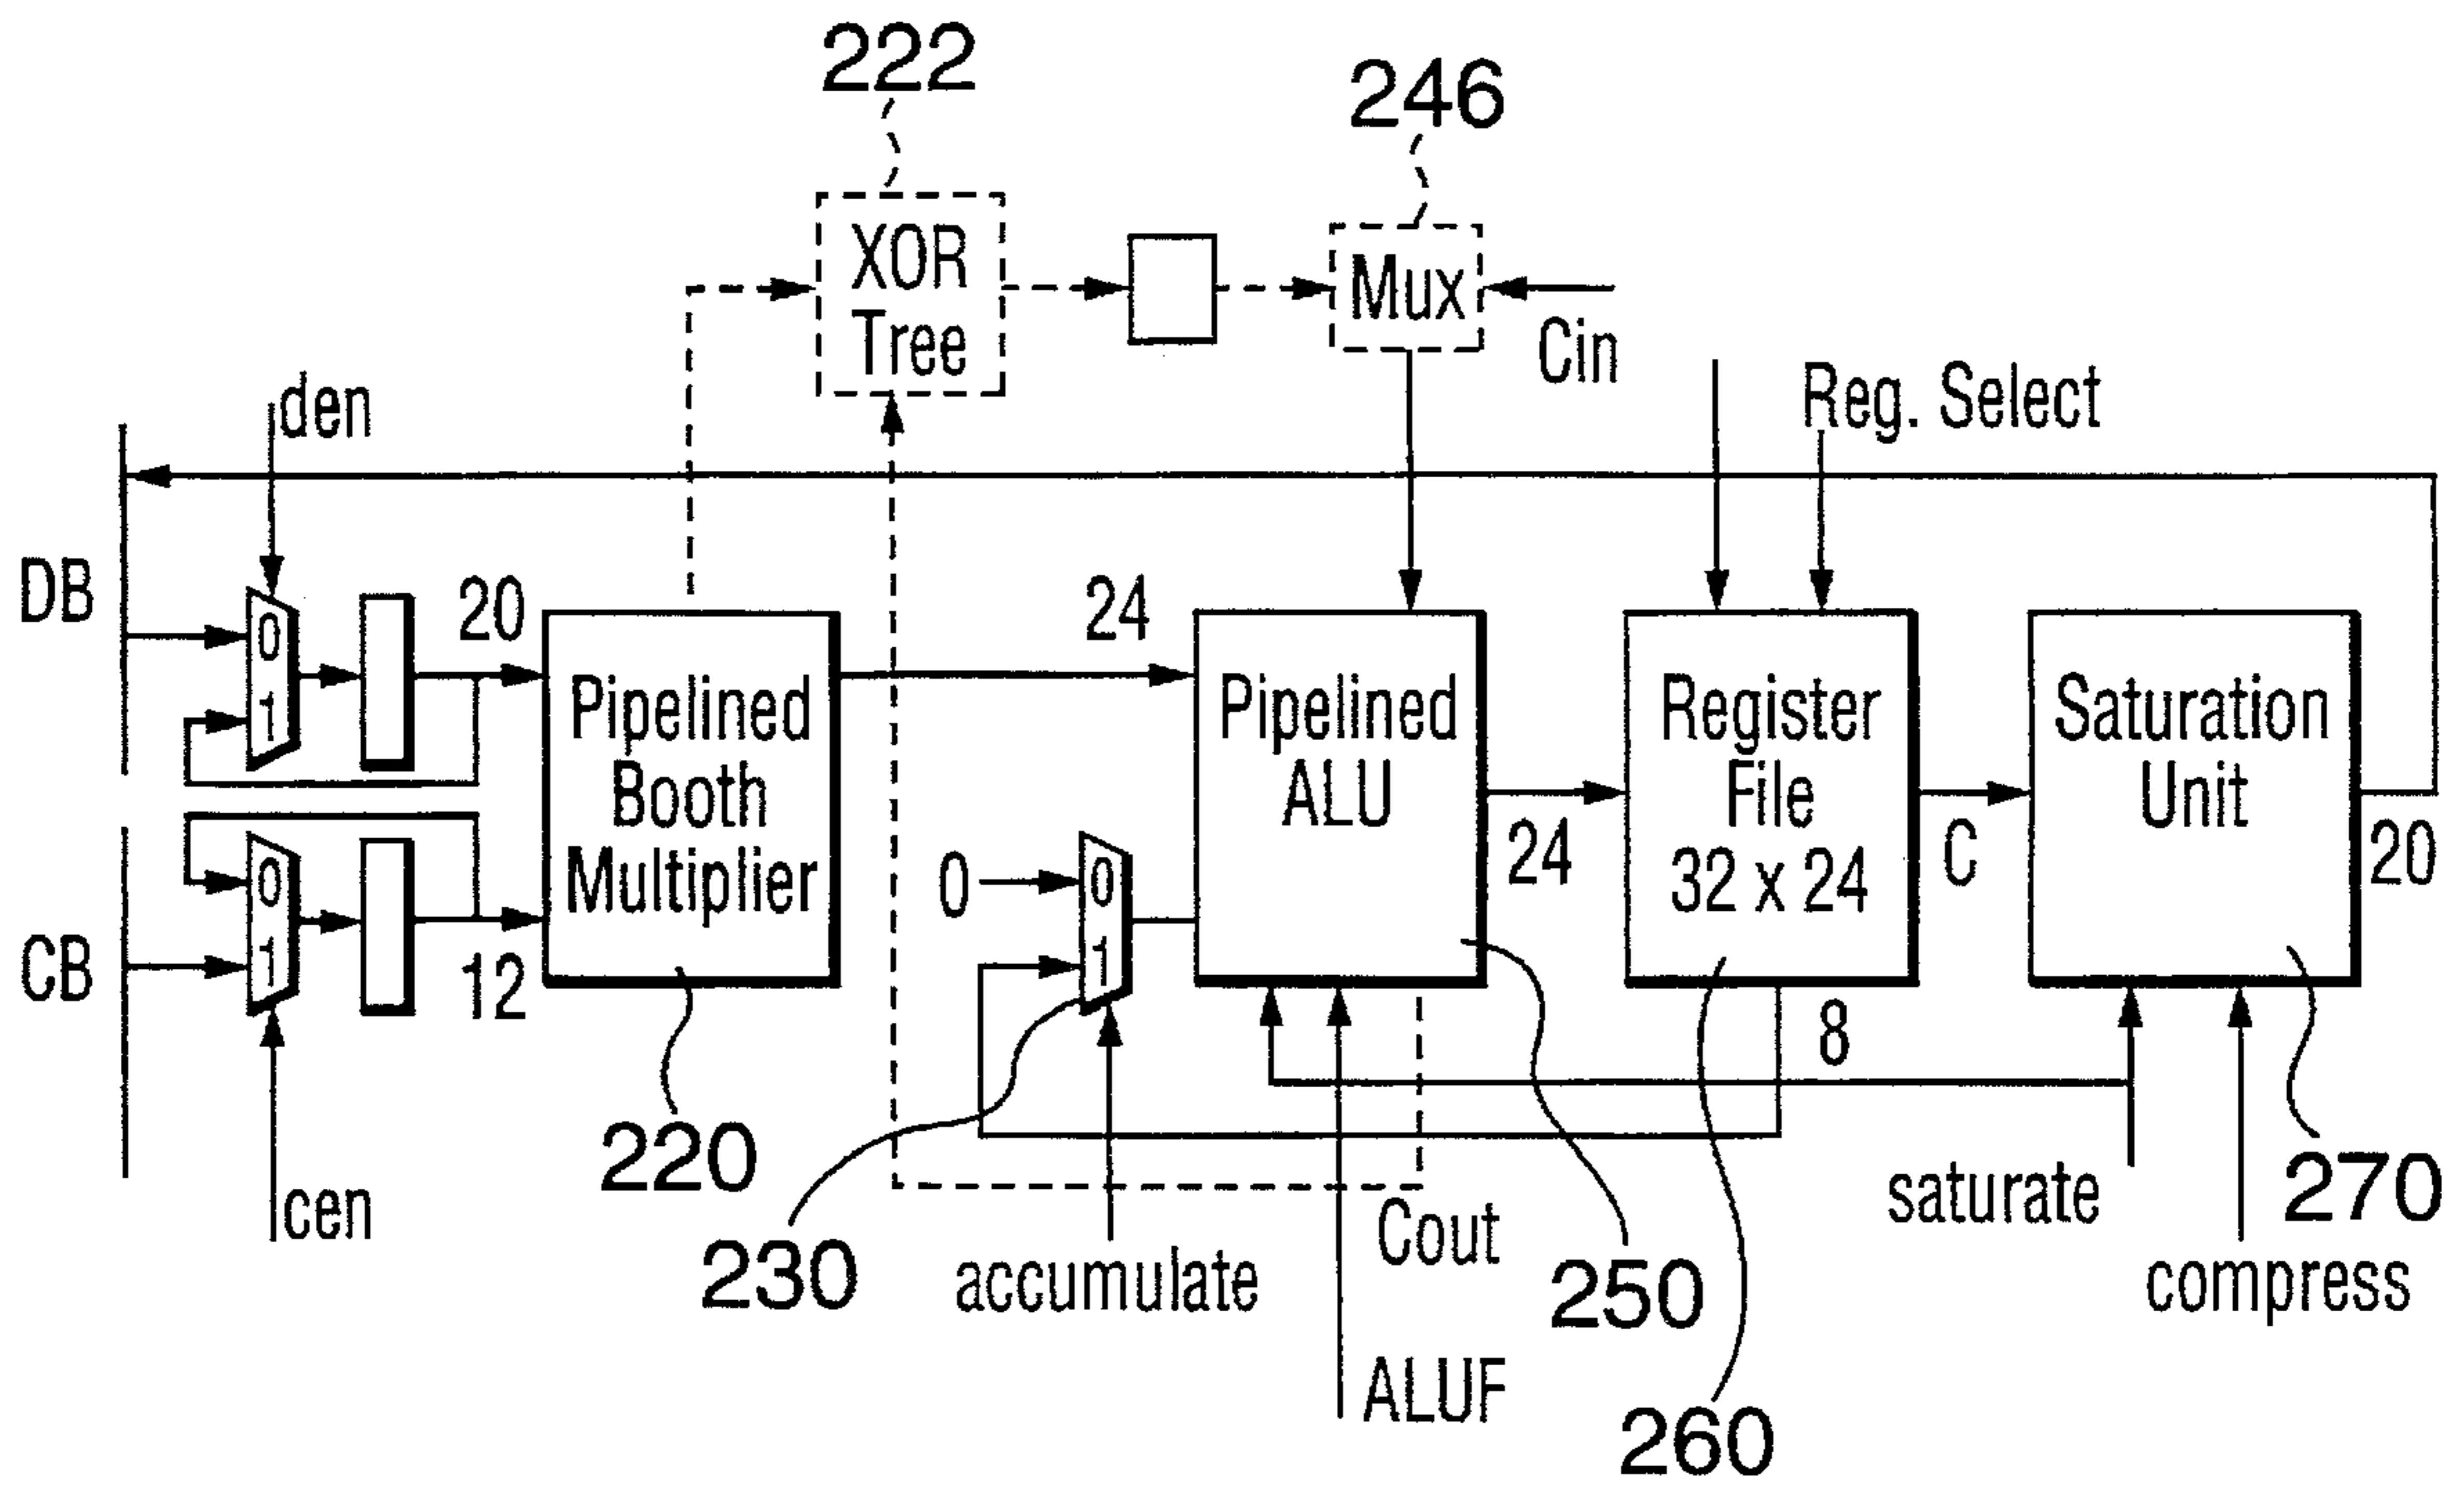 222
246
XOR
Tree
Mux
Cin
den
Reg. Select
DB
0
1
20
Pipelined
Booth
Multiplier
24
Pipelined
ALU
24
Register
File
32 x 24
C
Saturation
Unit
20
CB
0
1
12
0
0
1
8
220
cen
230
accumulate
Cout
ALUF
250
260
saturate
270
compress